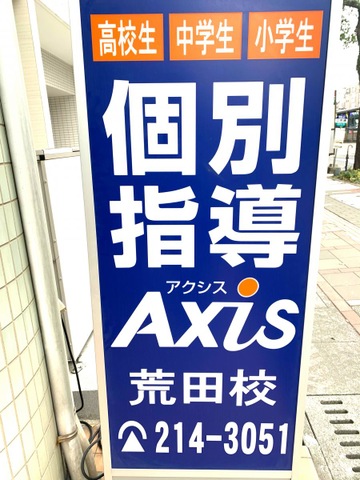 高校生 中学生 小学生
個別
指導
アクシス
AXiS
荒田校
☎214-3051